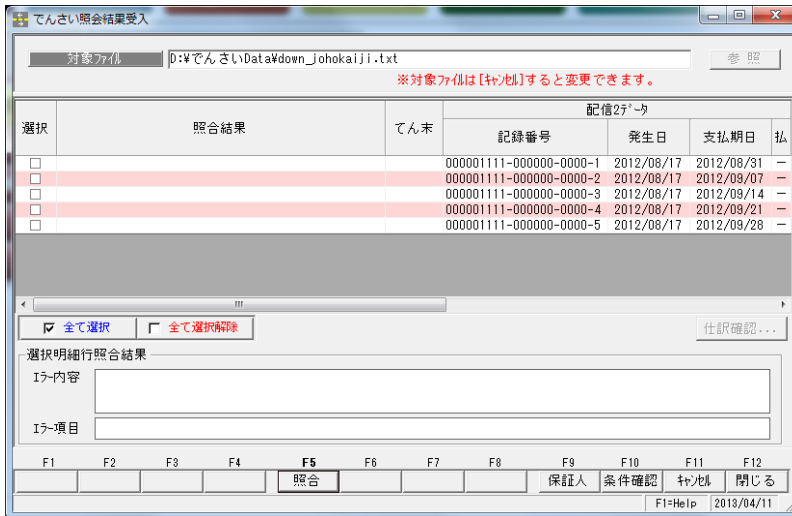 でんさい照会結果受入
対象ファイル D:¥でんさいData¥down_johokaiji.txt 参照
※対象ファイルは[キャンセル]すると変更できます。
選択 照合結果 てん末 配信2データ
記録番号 発生日 支払期日 払
000001111-000000-0000-1 2012/08/17 2012/08/31 ー
000001111-000000-0000-2 2012/08/17 2012/09/07 ー
000001111-000000-0000-3 2012/08/17 2012/09/14 ー
000001111-000000-0000-4 2012/08/17 2012/09/21 ー
000001111-000000-0000-5 2012/08/17 2012/09/28 ー
全て選択 全て選択解除 仕訳確認...
選択明細行照合結果
エラー内容
エラー項目
F1 F2 F3 F4 F5 F6 F7 F8 F9 F10 F11 F12
照合 保証人 条件確認 キャンセル 閉じる
F1=Help 2013/04/11